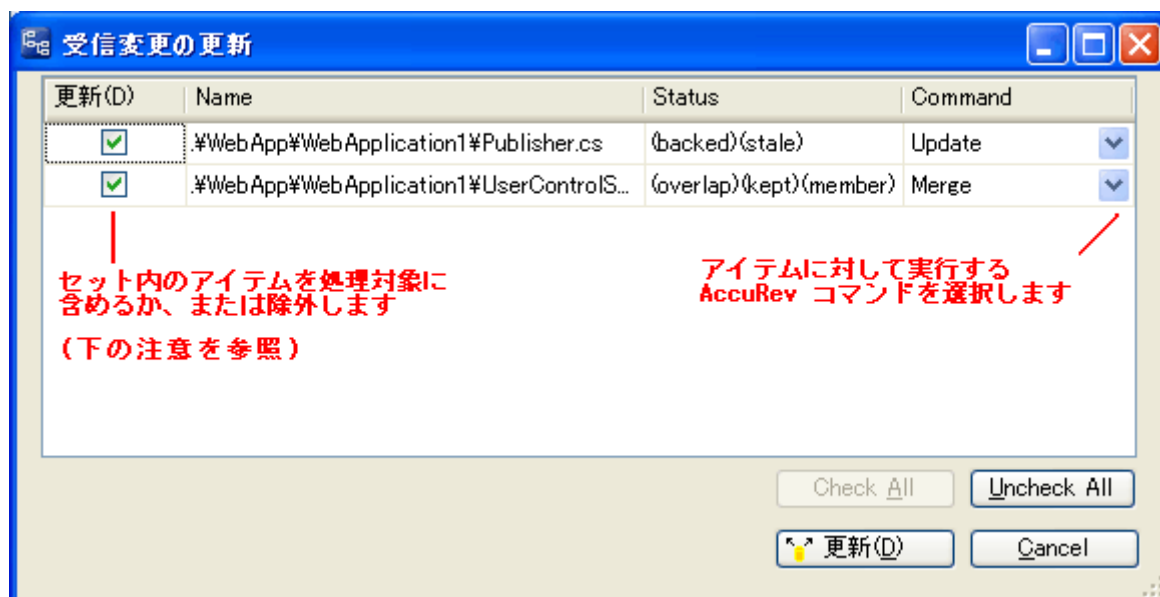 受信変更の更新
更新(D) Name Status Command
.¥WebApp¥WebApplication1¥Publisher.cs (backed)(stale) Update
.¥WebApp¥WebApplication1¥UserControlS... (overlap)(kept)(member) Merge
セット内のアイテムを処理対象に
含めるか、または除外します
(下の注意を参照)
アイテムに対して実行する
AccuRev コマンドを選択します
Check All Uncheck All
更新(D) Cancel